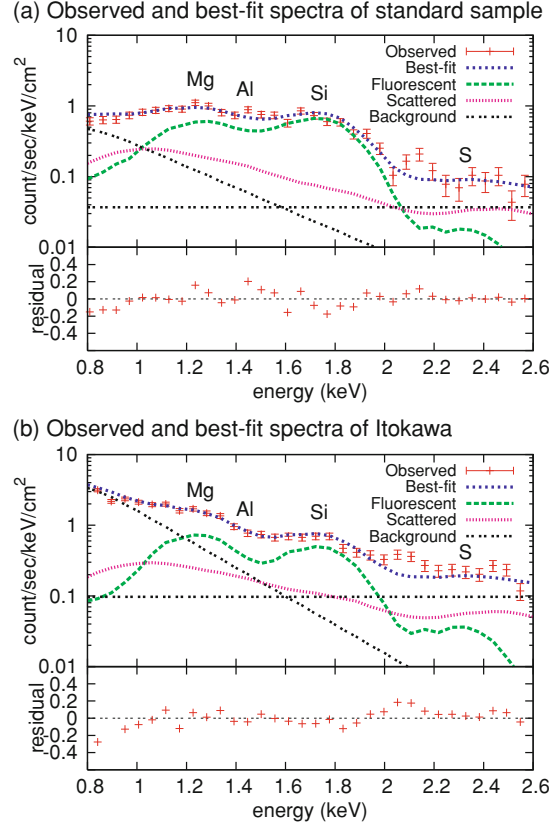 (a) Observed and best-fit spectra of standard sample
10
1
0.1
0.01
count/sec/keV/cm²
Mg
Al
Si
S
Observed
Best-fit
Fluorescent
Scattered
Background
0.4
0.2
0
-0.2
-0.4
residual
0.8 1 1.2 1.4 1.6 1.8 2 2.2 2.4 2.6
energy (keV)
(b) Observed and best-fit spectra of Itokawa
10
1
0.1
0.01
count/sec/keV/cm²
Mg
Al
Si
S
Observed
Best-fit
Fluorescent
Scattered
Background
0.4
0.2
0
-0.2
-0.4
residual
0.8 1 1.2 1.4 1.6 1.8 2 2.2 2.4 2.6
energy (keV)